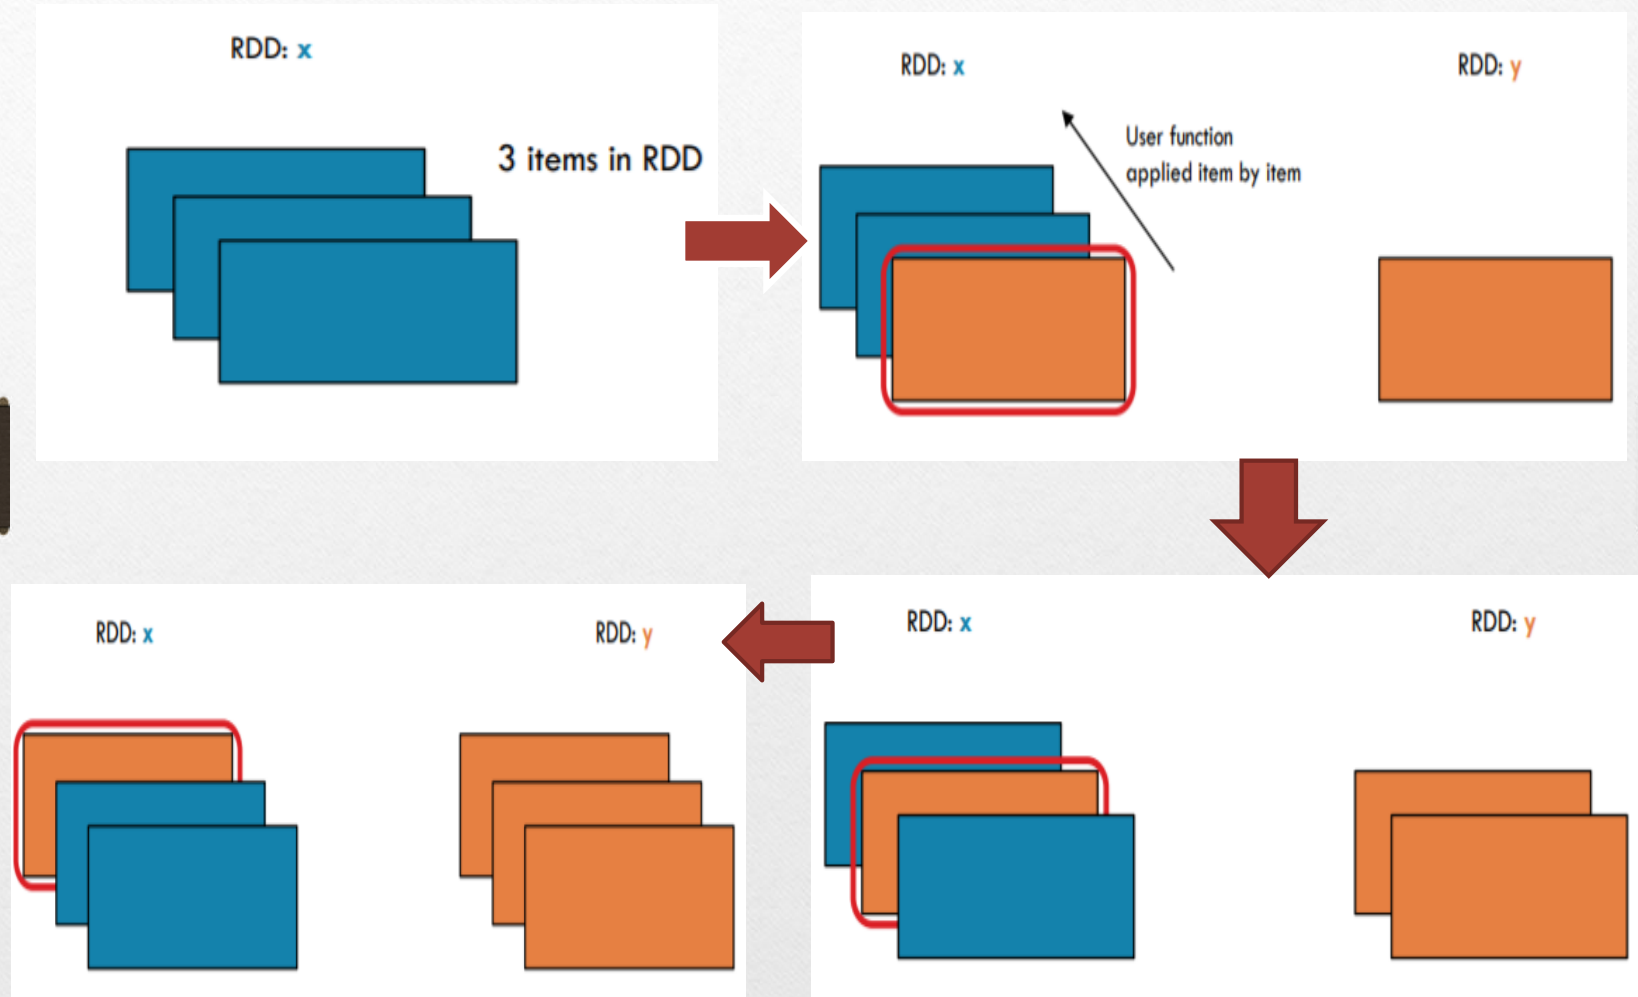 RDD: x
3 items in RDD
RDD: x
RDD: y
User function
applied item by item
RDD: x
RDD: y
RDD: x
RDD: y